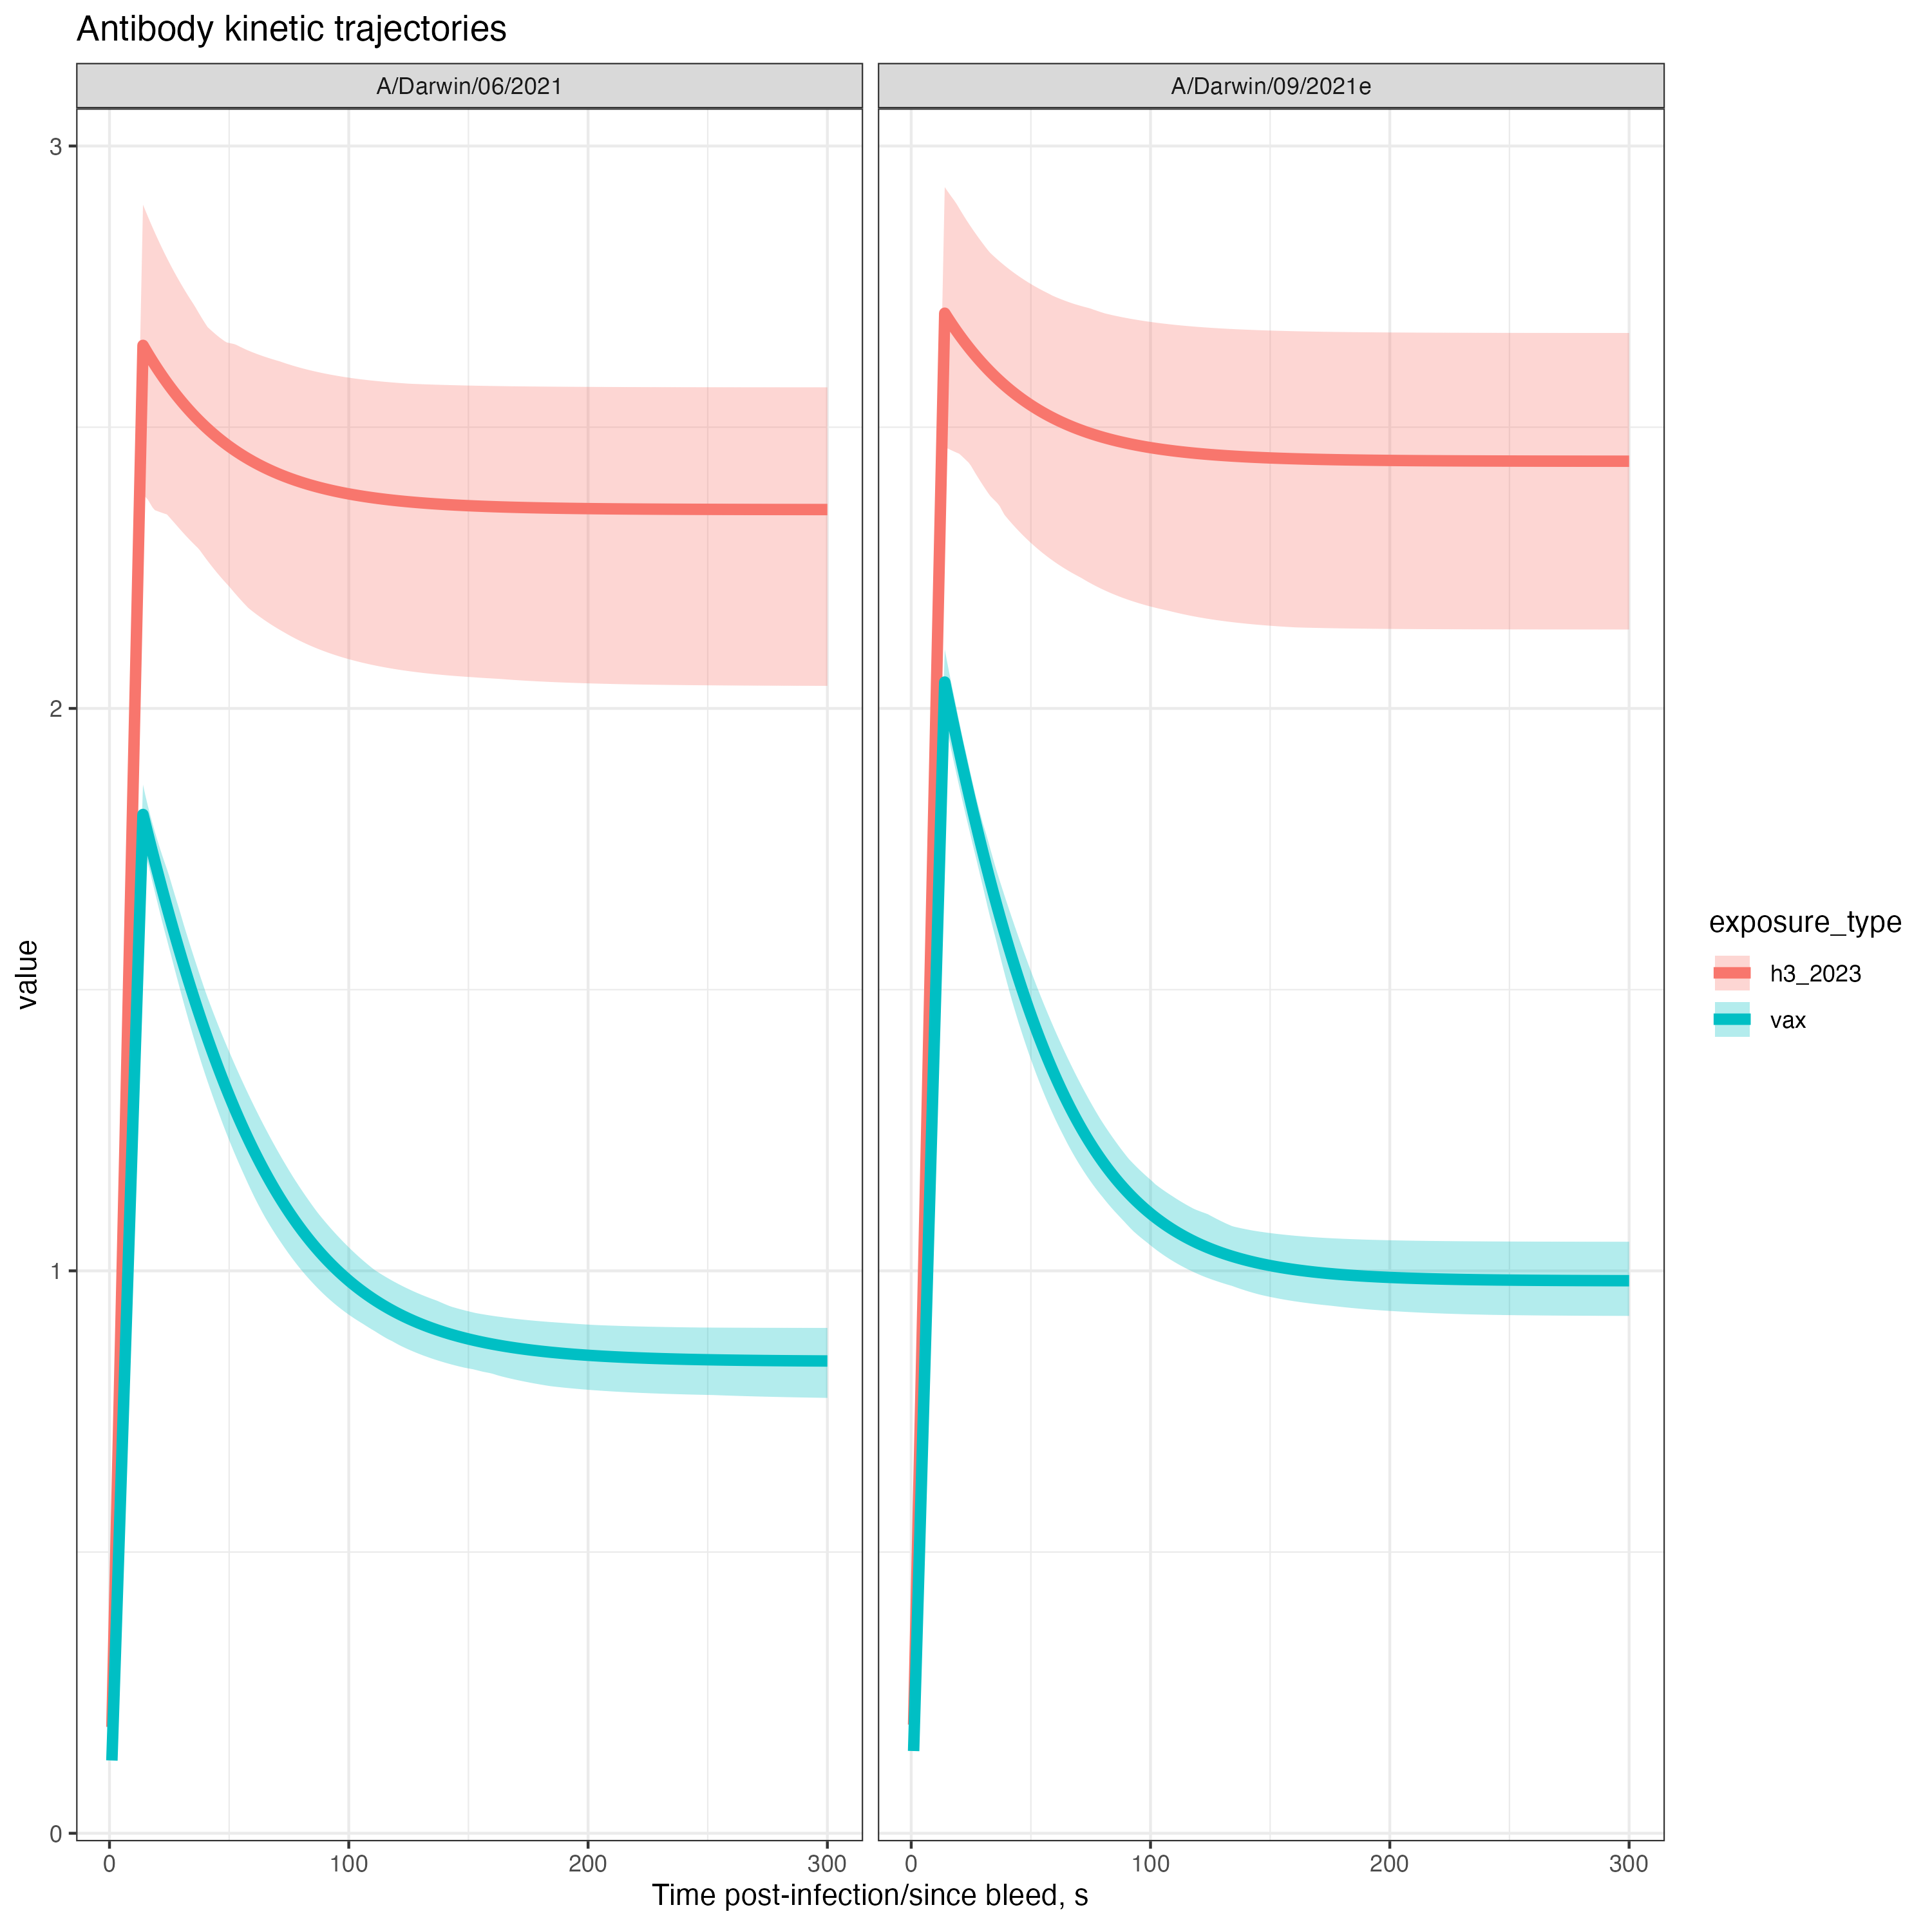 Antibody kinetic trajectories
A/Darwin/06/2021
A/Darwin/09/2021e
3
2
1
0
value
0 100 200 300
0 100 200 300
Time post-infection/since bleed, s
exposure_type
h3_2023
vax